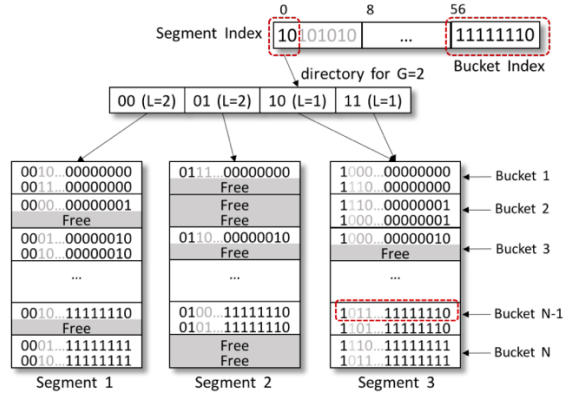 0 8 56
Segment Index 10101010 ... 11111110
Bucket Index
directory for G=2
00 (L=2) 01 (L=2) 10 (L=1) 11 (L=1)
0010...00000000
0011...00000000
0000...00000001
Free
0001...00000010
0010...00000010
...
0010...11111110
Free
0001...11111111
0010...11111111
Segment 1
0111...00000000
Free
Free
Free
0110...00000010
Free
...
0100...11111110
0101...11111110
Free
Free
Segment 2
1000...00000000
1110...00000000
1110...00000001
1000...00000001
1000...00000010
Free
...
1011...11111110
1101...11111110
1110...11111111
1011...11111111
Segment 3
Bucket 1
Bucket 2
Bucket 3
Bucket N-1
Bucket N